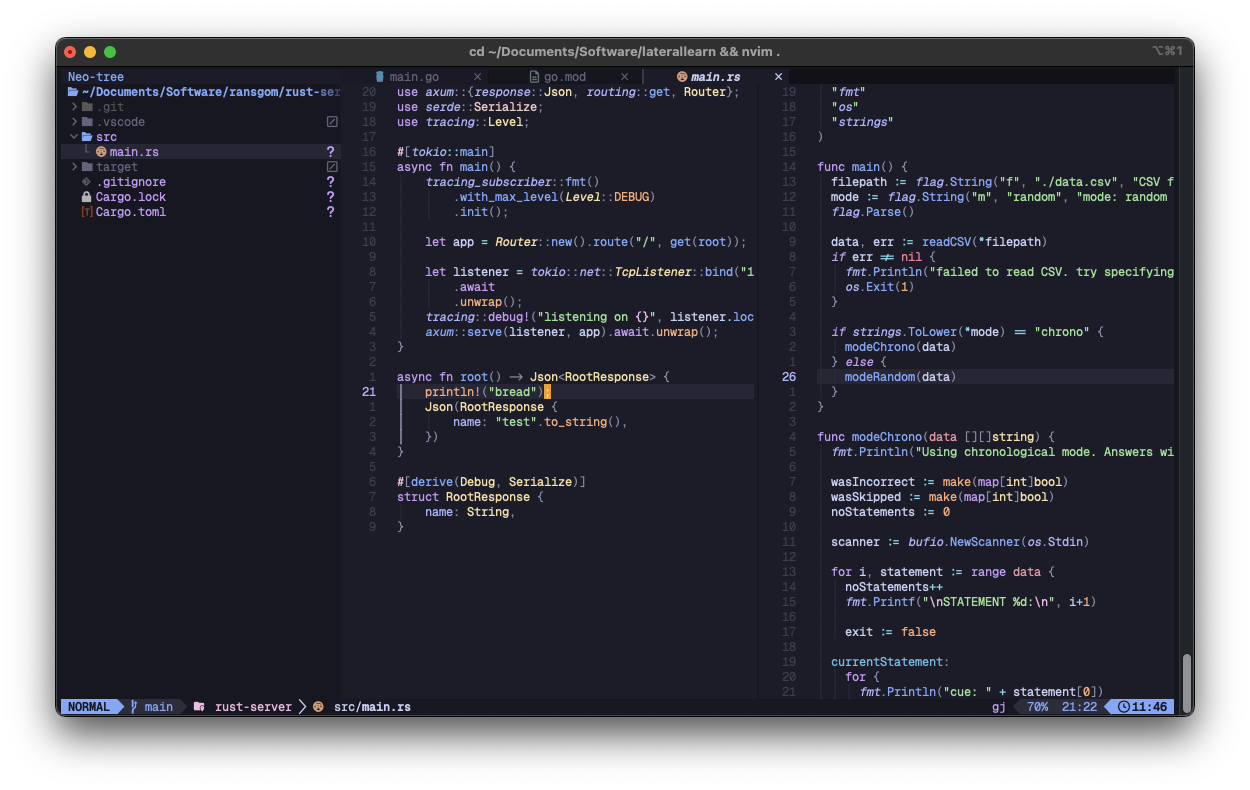 cd ~/Documents/Software/laterallearn && nvim .
⌥⌘1
Neo-tree
~/Documents/Software/ransgom/rust-ser
.git
.vscode
src
main.rs ?
target
.gitignore ?
Cargo.lock ?
[T] Cargo.toml ?
main.go ×
go.mod ×
main.rs ×
20 use axum::{response::Json, routing::get, Router};
19 use serde::Serialize;
18 use tracing::Level;
17
16 #[tokio::main]
15 async fn main() {
14 tracing_subscriber::fmt()
13 .with_max_level(Level::DEBUG)
12 .init();
11
10 let app = Router::new().route("/", get(root));
9
8 let listener = tokio::net::TcpListener::bind("1
7 .await
6 .unwrap();
5 tracing::debug!("listening on {}", listener.loc
4 axum::serve(listener, app).await.unwrap();
3 }
2
1 async fn root() -> Json<RootResponse> {
21 println!("bread");
1 Json(RootResponse {
2 name: "test".to_string(),
3 })
4 }
5
6 #[derive(Debug, Serialize)]
7 struct RootResponse {
8 name: String,
9 }
19 "fmt"
18 "os"
17 "strings"
16 )
15
14 func main() {
13 filepath := flag.String("f", "./data.csv", "CSV f
12 mode := flag.String("m", "random", "mode: random
11 flag.Parse()
10
9 data, err := readCSV(*filepath)
8 if err != nil {
7 fmt.Println("failed to read CSV. try specifying
6 os.Exit(1)
5 }
4
3 if strings.ToLower(*mode) == "chrono" {
2 modeChrono(data)
1 } else {
26 modeRandom(data)
1 }
2 }
3
4 func modeChrono(data [][]string) {
5 fmt.Println("Using chronological mode. Answers wi
6
7 wasIncorrect := make(map[int]bool)
8 wasSkipped := make(map[int]bool)
9 noStatements := 0
10
11 scanner := bufio.NewScanner(os.Stdin)
12
13 for i, statement := range data {
14 noStatements++
15 fmt.Printf("\nSTATEMENT %d:\n", i+1)
16
17 exit := false
18
19 currentStatement:
20 for {
21 fmt.Println("cue: " + statement[0])
NORMAL main rust-server src/main.rs gj 70% 21:22 11:46